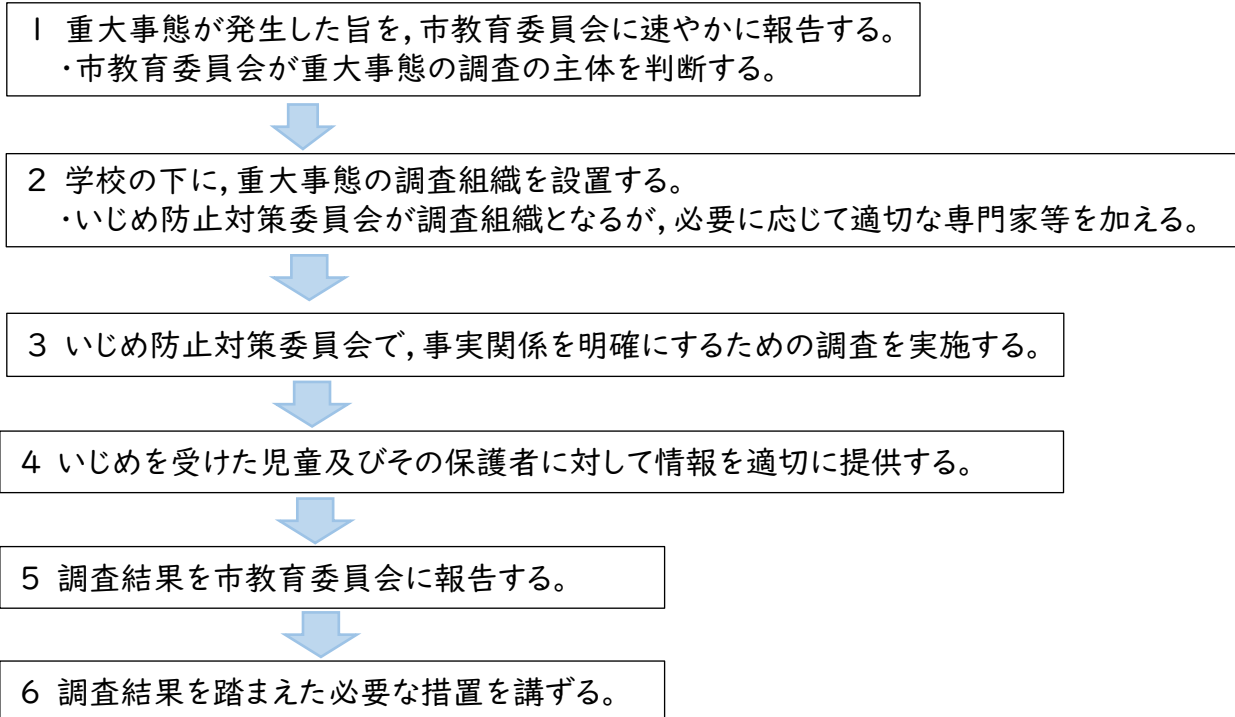 1 重大事態が発生した旨を,市教育委員会に速やかに報告する。
・市教育委員会が重大事態の調査の主体を判断する。
2 学校の下に,重大事態の調査組織を設置する。
・いじめ防止対策委員会が調査組織となるが,必要に応じて適切な専門家等を加える。
3 いじめ防止対策委員会で,事実関係を明確にするための調査を実施する。
4 いじめを受けた児童及びその保護者に対して情報を適切に提供する。
5 調査結果を市教育委員会に報告する。
6 調査結果を踏まえた必要な措置を講ずる。